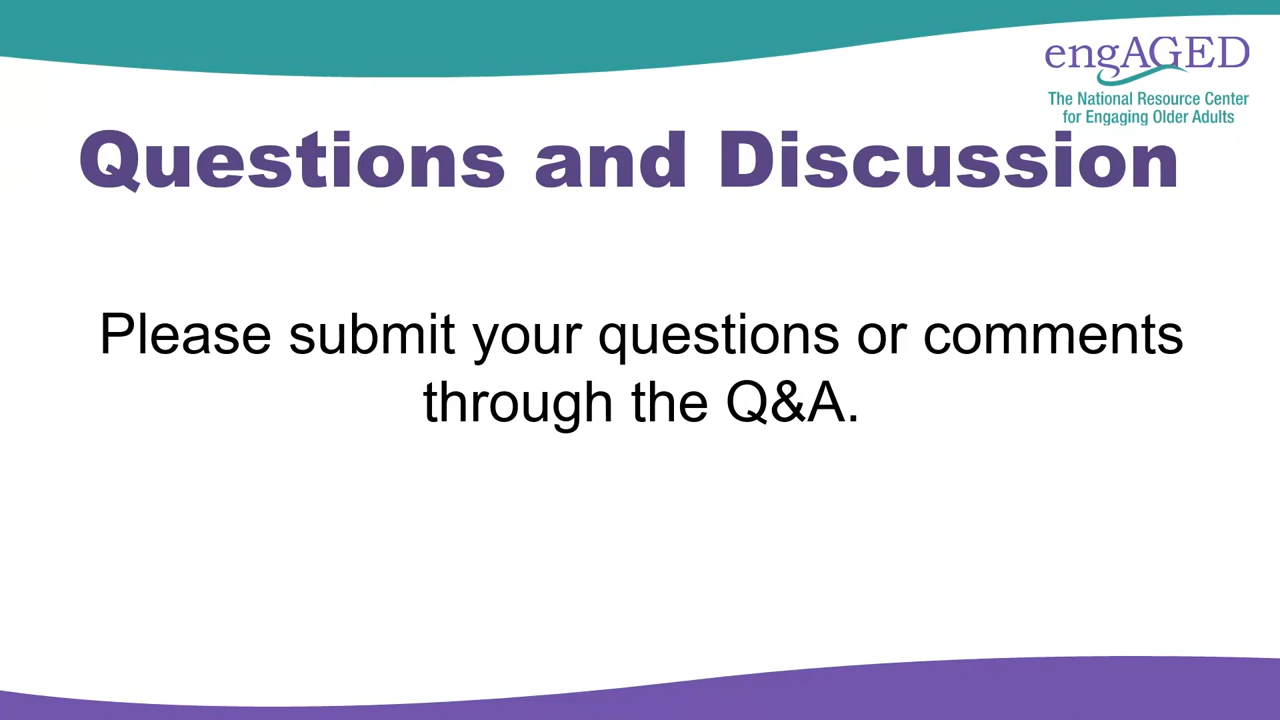 engAGED
The National Resource Center
for Engaging Older Adults
Questions and Discussion
Please submit your questions or comments
through the Q&A.